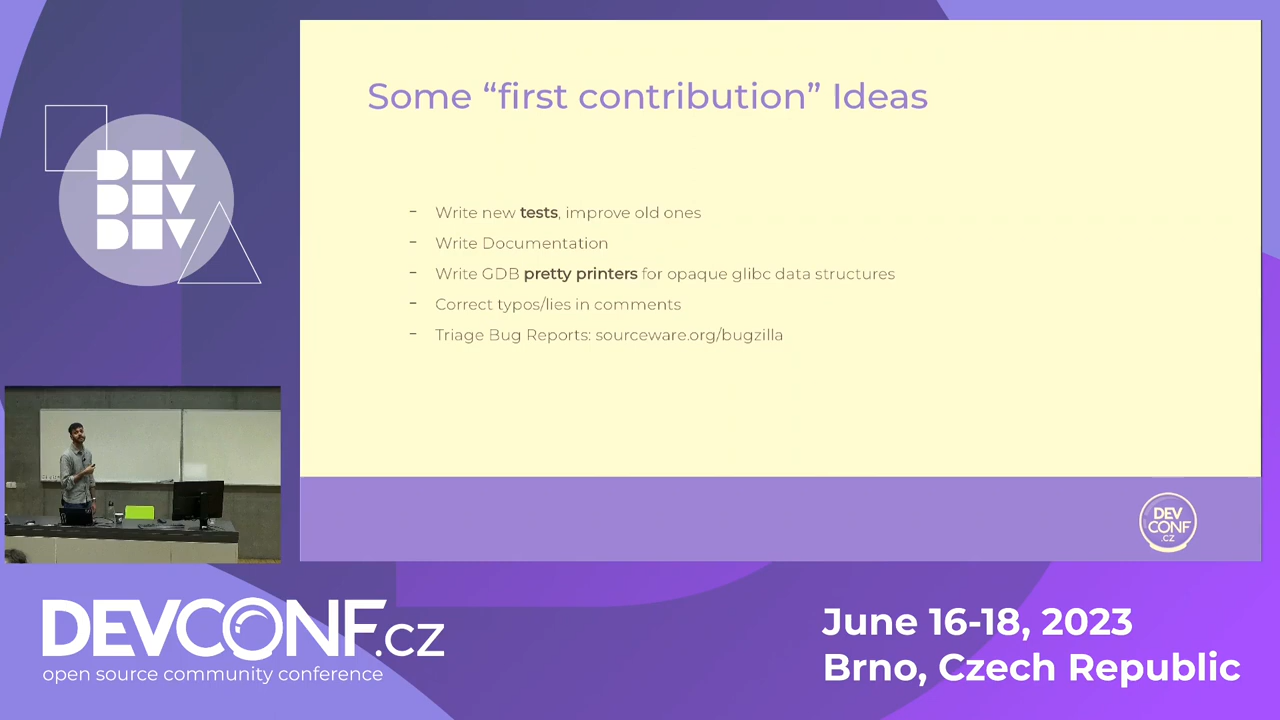 DEV
DEV
DEV
Some “first contribution” Ideas
- Write new tests, improve old ones
- Write Documentation
- Write GDB pretty printers for opaque glibc data structures
- Correct typos/lies in comments
- Triage Bug Reports: sourceware.org/bugzilla
DEV
CONF
.CZ
DEVCONF.cz
open source community conference
June 16-18, 2023
Brno, Czech Republic